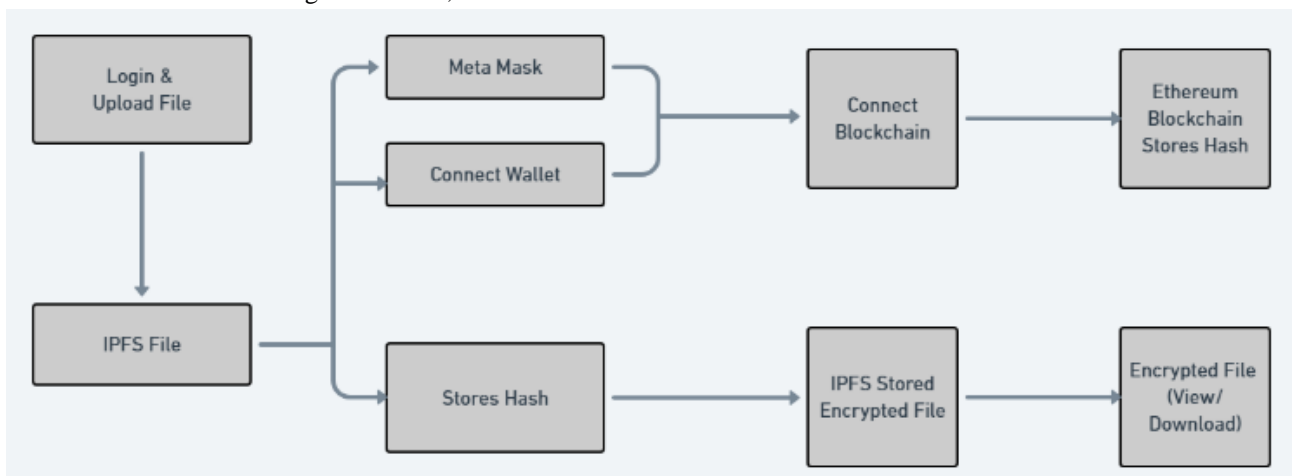 Login &
Upload File
Meta Mask
Connect Wallet
Connect
Blockchain
Ethereum
Blockchain
Stores Hash
IPFS File
Stores Hash
IPFS Stored
Encrypted File
Encrypted File
(View/
Download)